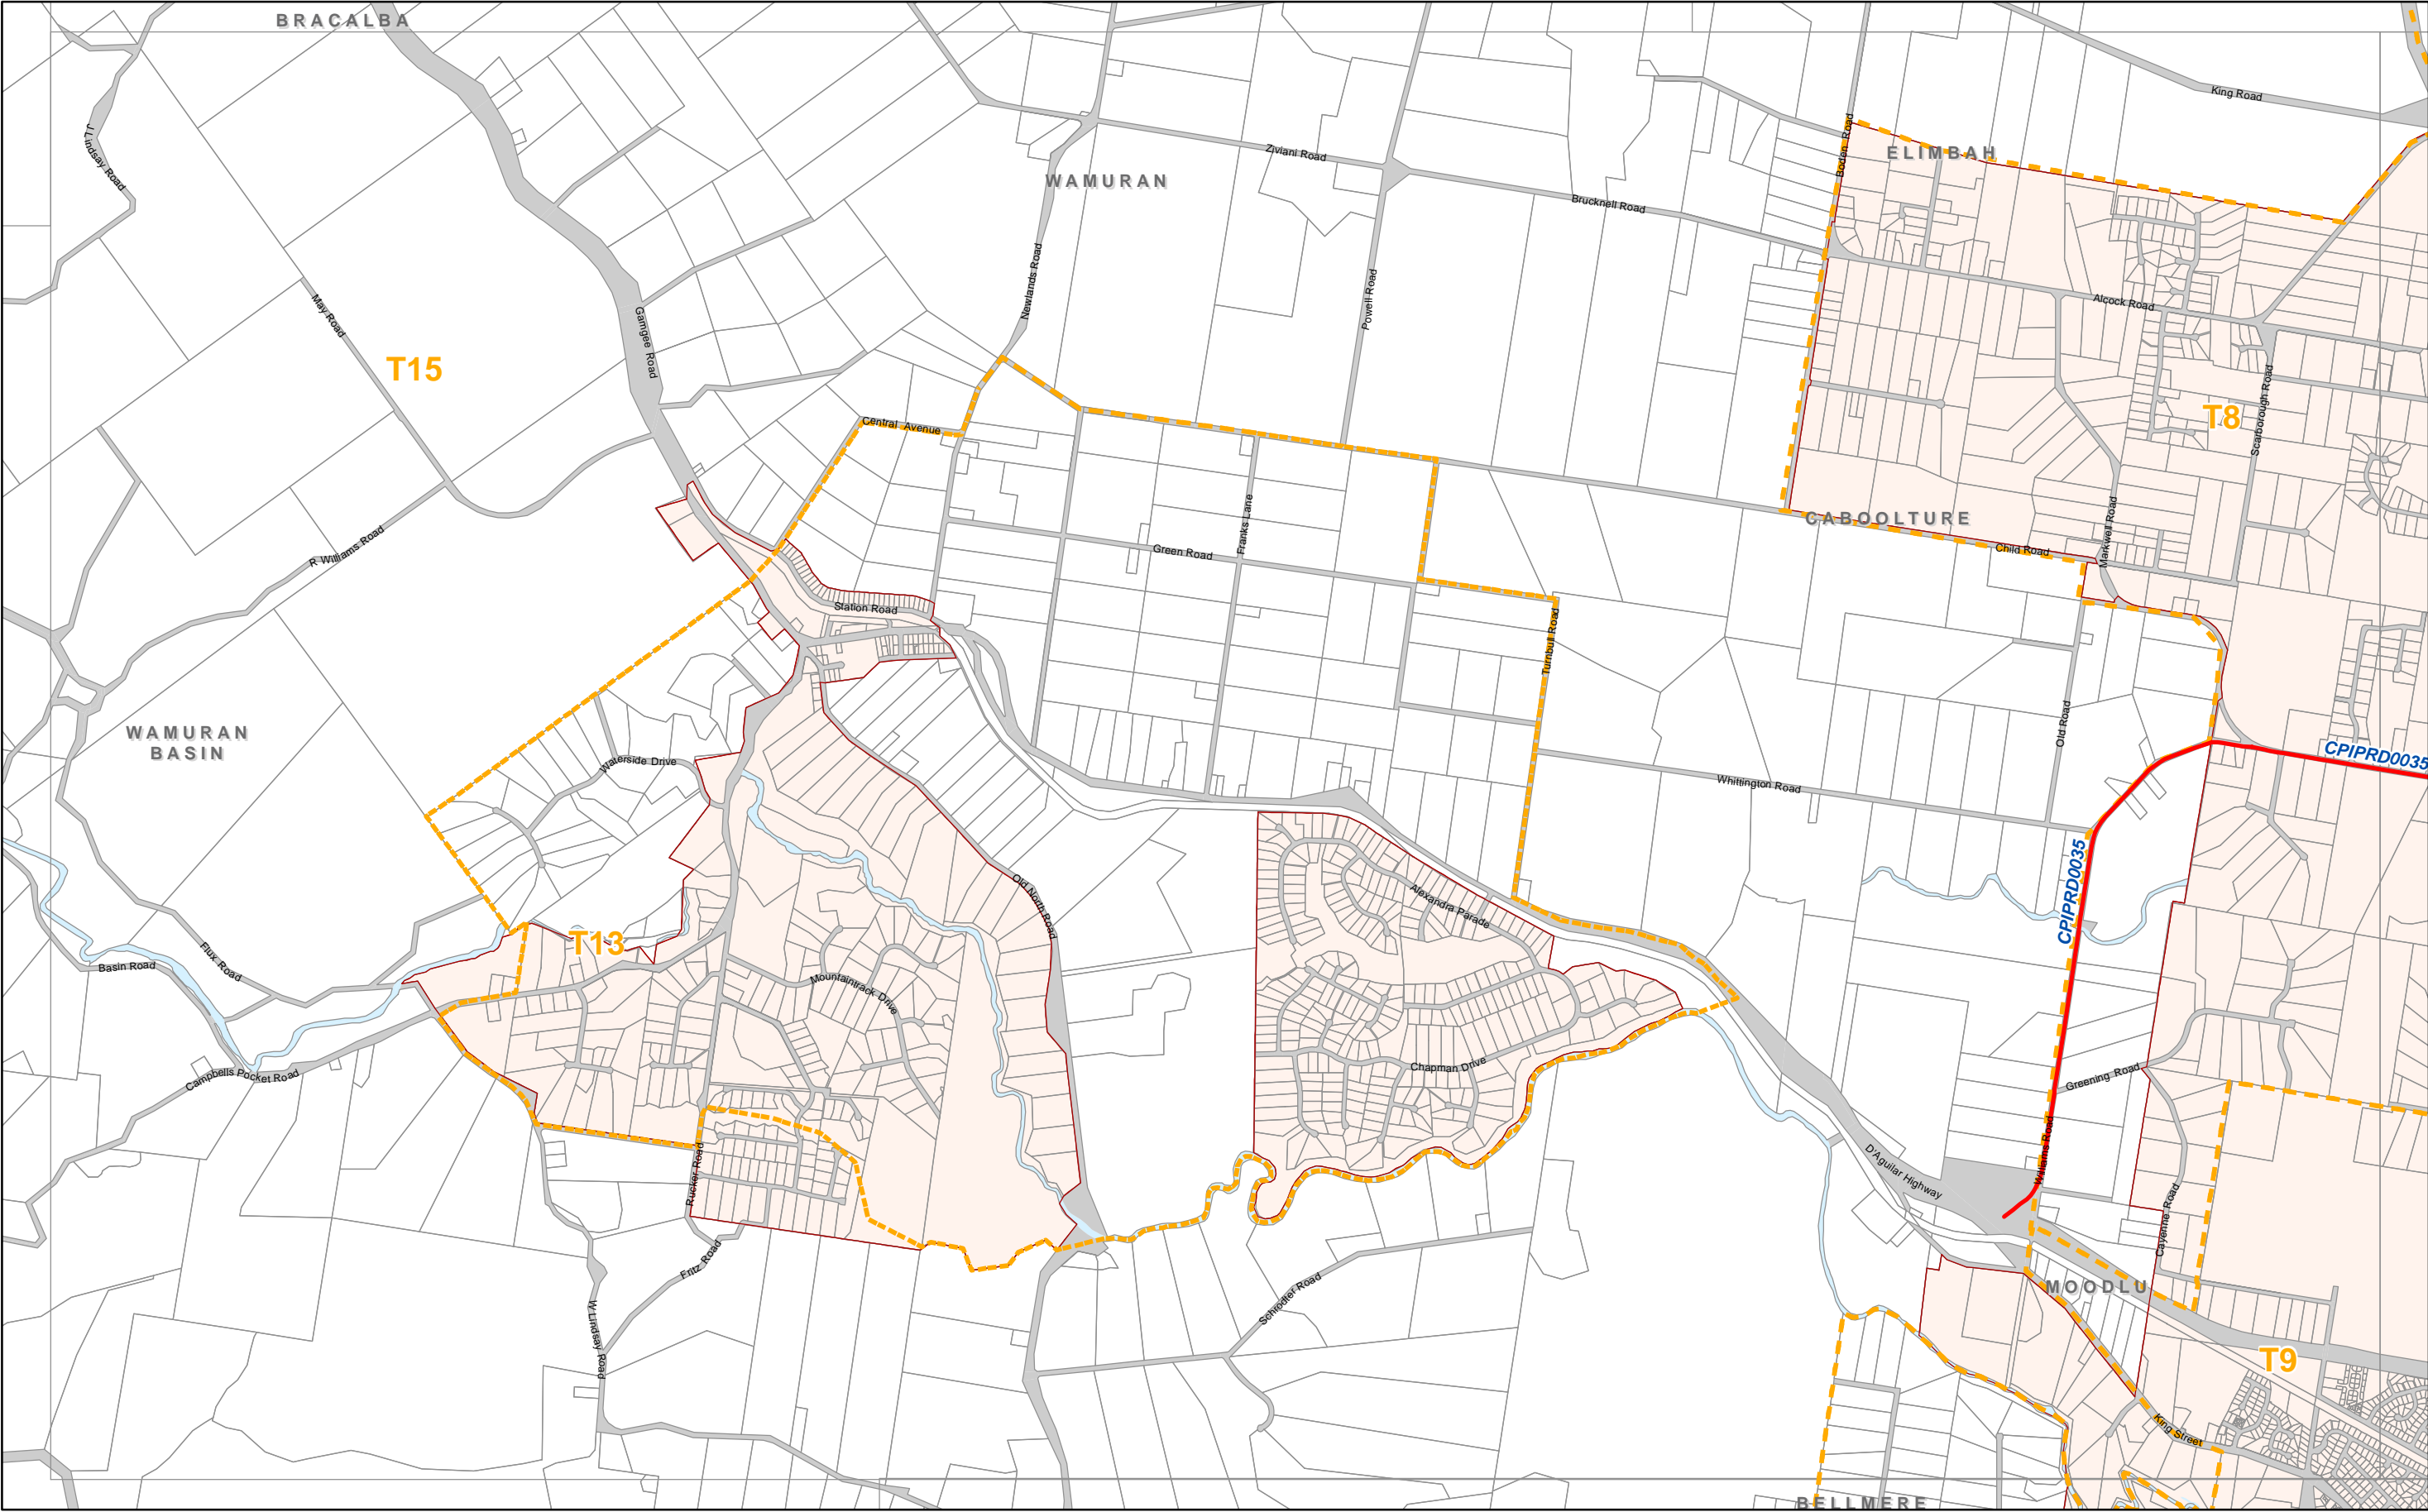 BRACALBA
King Road
J Lindsay Road
Boden Road
Ziviani Road
ELIMBAH
WAMURAN
Brucknell Road
Newlands Road
Powell Road
Alcock Road
May Road
Gamgee Road
T15
T8
Scarborough Road
Central Avenue
CABOOLTURE
Franks Lane
Markwell Road
Green Road
Child Road
R Williams Road
Station Road
Turnbull Road
Old Road
WAMURAN
BASIN
CPIPRD0035
Waterside Drive
Whittington Road
CPIPRD0035
Alexandra Parade
Old North Road
T13
Flux Road
Basin Road
Mountaintrack Drive
Chapman Drive
Campbells Pocket Road
Greening Road
Williams Road
Rucker Road
D'Aguilar Highway
Cayenne Road
Fritz Road
Schrodter Road
MOODLU
W Lindsay Road
T9
King Street
BELLMERE